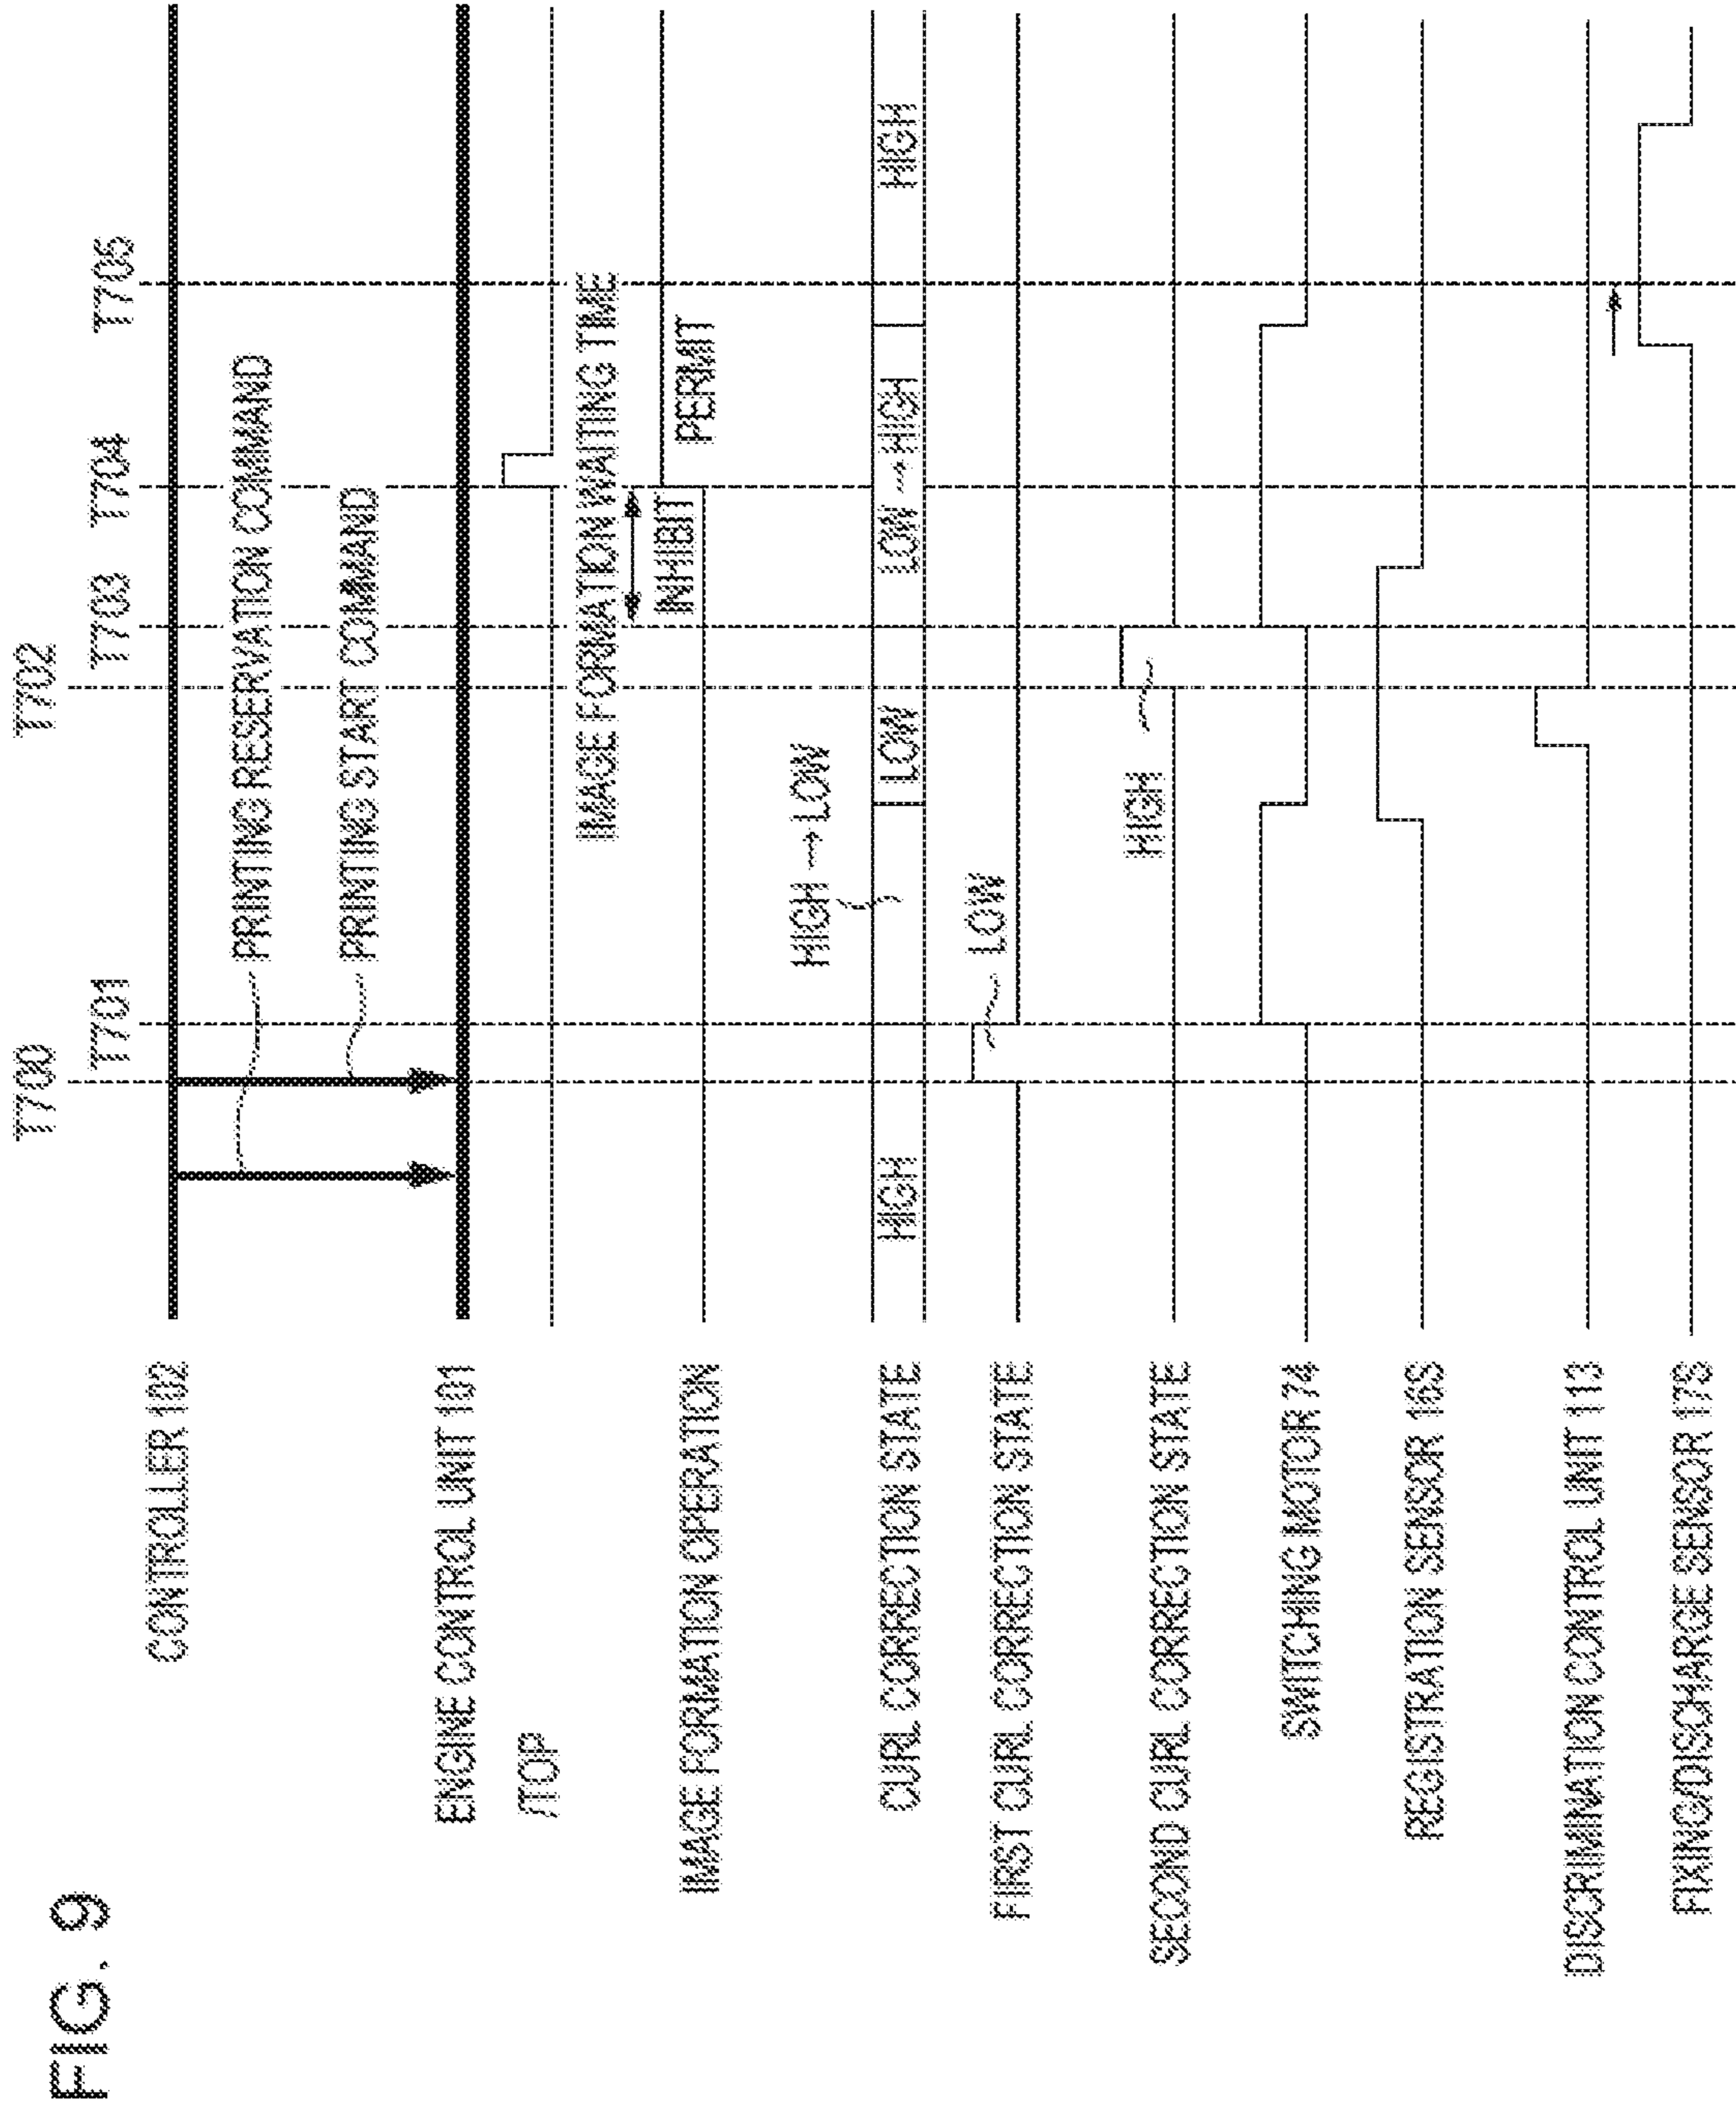 FIG. 9
T700
T701
T702
T703
T704
T705
CONTROLLER 102
PRINTING RESERVATION COMMAND
PRINTING START COMMAND
ENGINE CONTROL UNIT 101
/TOP
IMAGE FORMATION WAITING TIME
IMAGE FORMATION OPERATION
INHIBIT
PERMIT
HIGH → LOW
CURL CORRECTION STATE
HIGH
LOW
LOW → HIGH
HIGH
FIRST CURL CORRECTION STATE
LOW
SECOND CURL CORRECTION STATE
HIGH
SWITCHING MOTOR 74
REGISTRATION SENSOR 16S
DISCRIMINATION CONTROL UNIT 113
FIXING/DISCHARGE SENSOR 17S